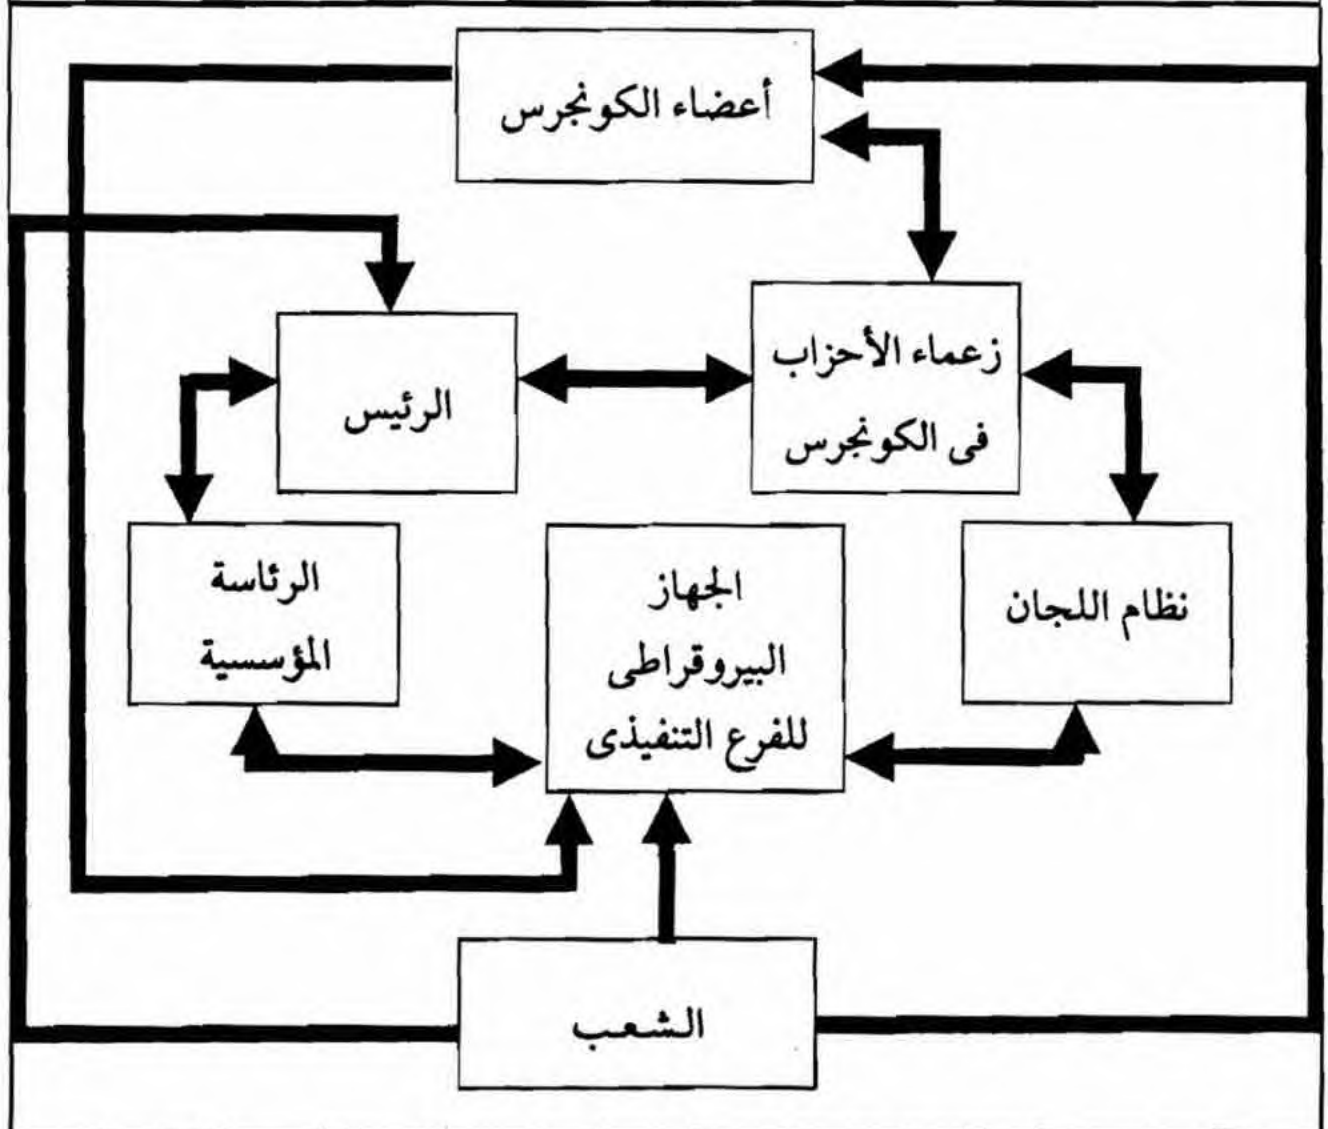 أعضاء الكونجرس
زعماء الأحزاب
فى الكونجرس
الرئيس
نظام اللجان
الجهاز
البيروقراطى
للفرع التنفيذى
الرئاسة
المؤسسية
الشعب